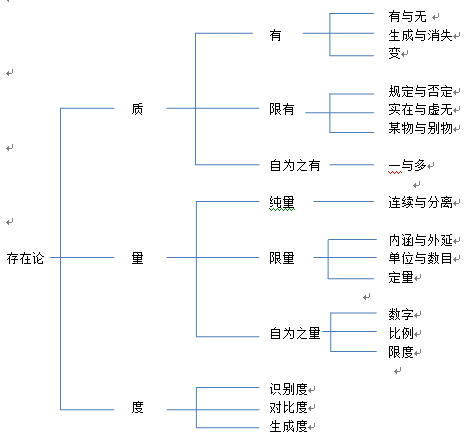 有与无
有
生成与消失
变
规定与否定
质
限有
实在与虚无
某物与别物
自为之有
一与多
纯量
连续与分离
内涵与外延
存在论
量
限量
单位与数目
定量
数字
自为之量
比例
限度
识别度
度
对比度
生成度